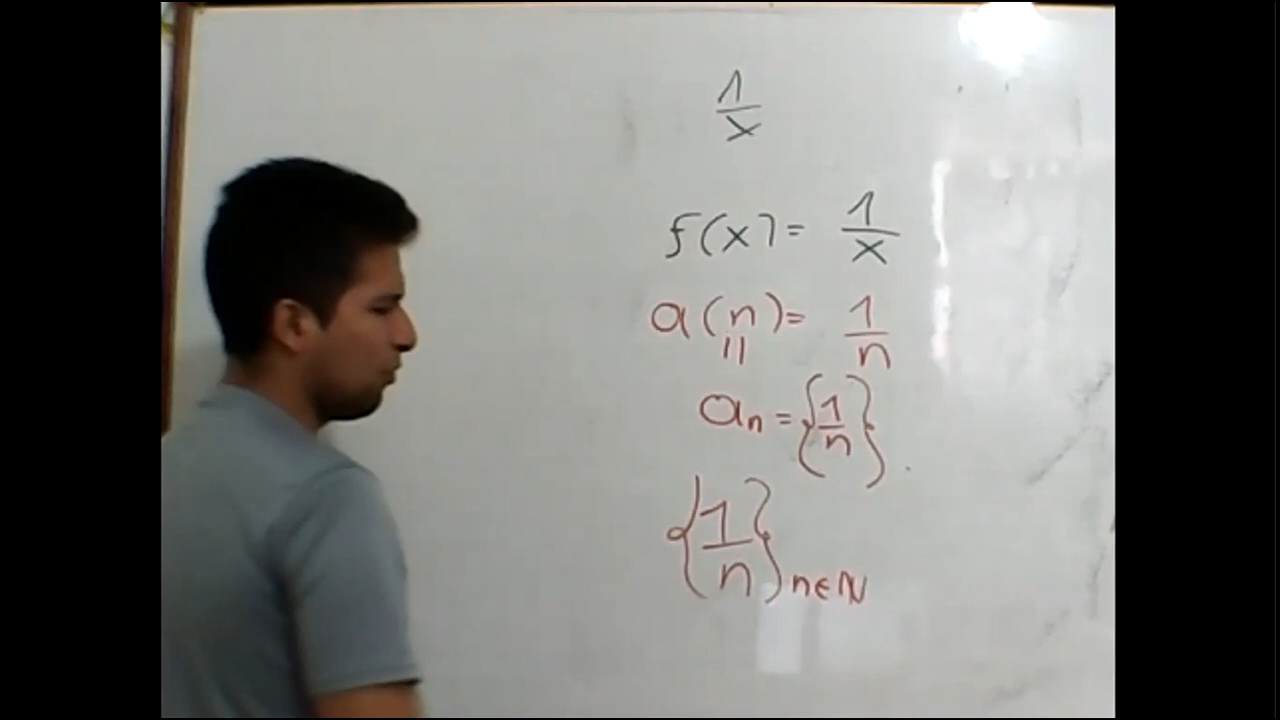 1/x
f(x) = 1/x
a(n) = 1/n
||
aₙ = {1/n}
{1/n}ₙ∈ℕ